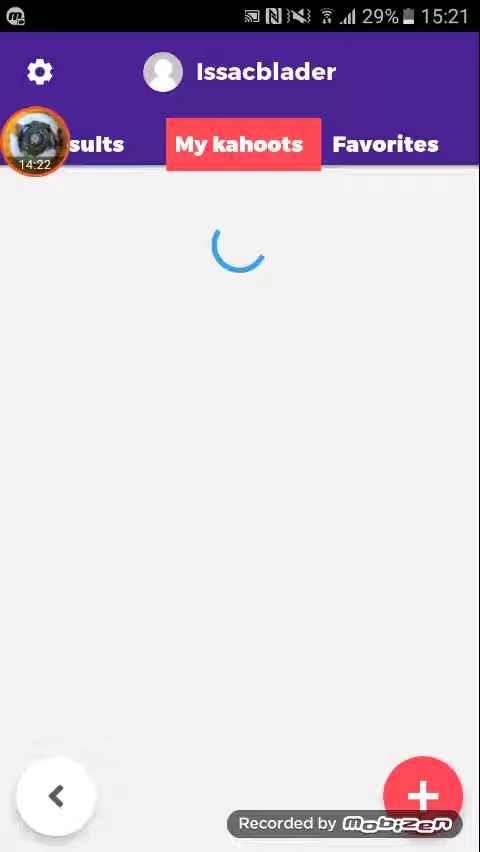 29% 15:21
Issacblader
sults My kahoots Favorites
14:22
Recorded by Mobizen